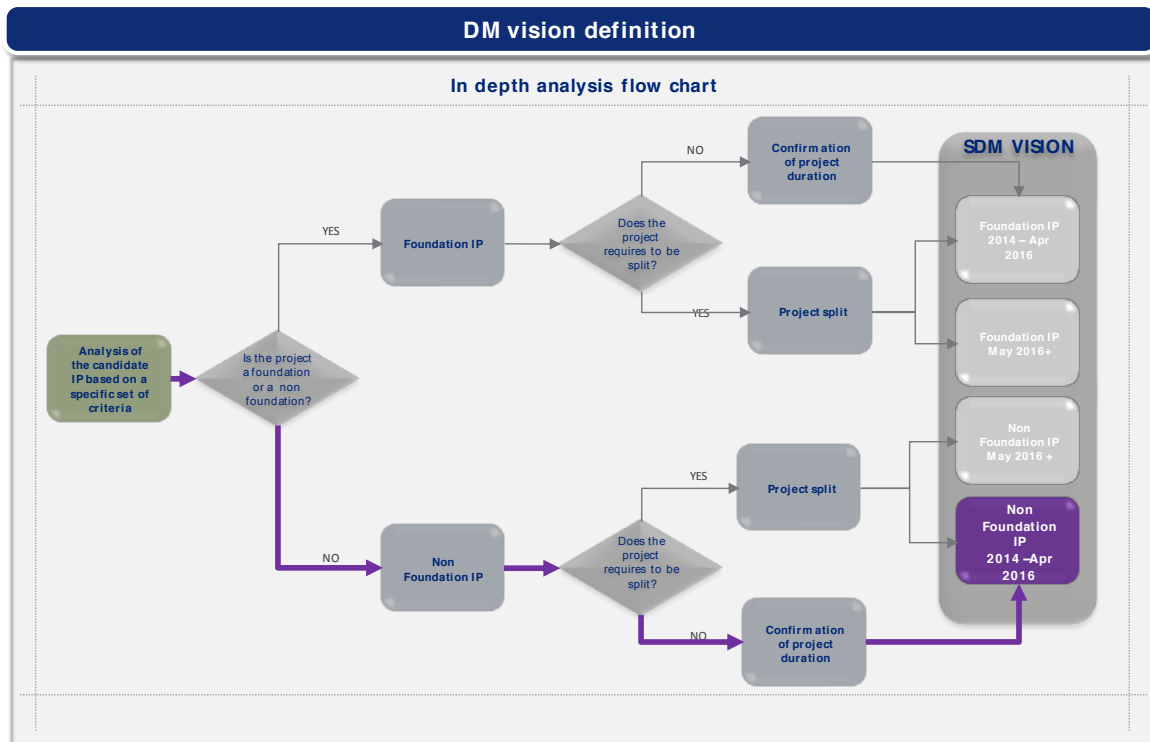 DM vision definition
In depth analysis flow chart
NO
Confirmation
of project
duration
SDM VISION
YES
Foundation IP
Does the
project
requires to be
split?
Foundation IP
2014 – Apr
2016
YES
Project split
Analysis of
the candidate
IP based on a
specific set of
criteria
Is the project
a foundation
or a non
foundation?
Foundation IP
May 2016+
Non
Foundation IP
May 2016 +
YES
Project split
NO
Non
Foundation IP
Does the
project
requires to be
split?
Non
Foundation
IP
2014 –Apr
2016
NO
Confirmation
of project
duration